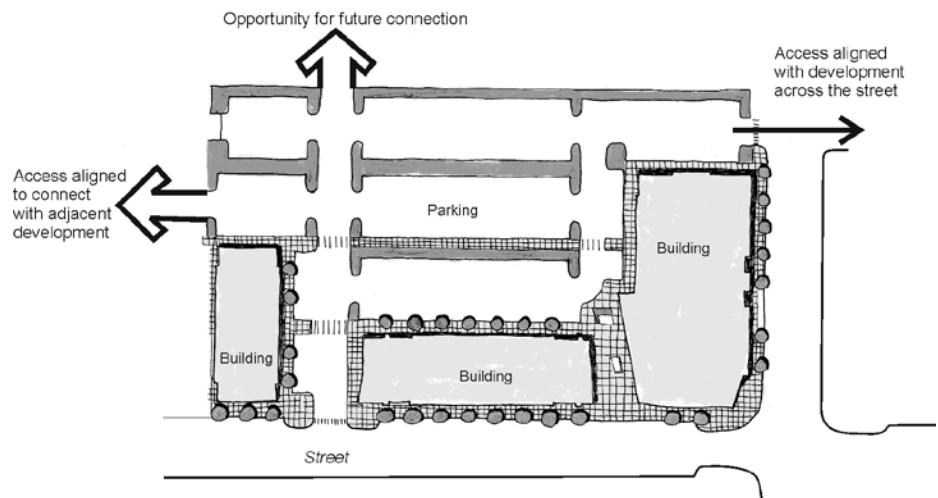 Opportunity for future connection
Access aligned
with development
across the street
Access aligned
to connect
with adjacent
development
Parking
Building
Building
Building
Street